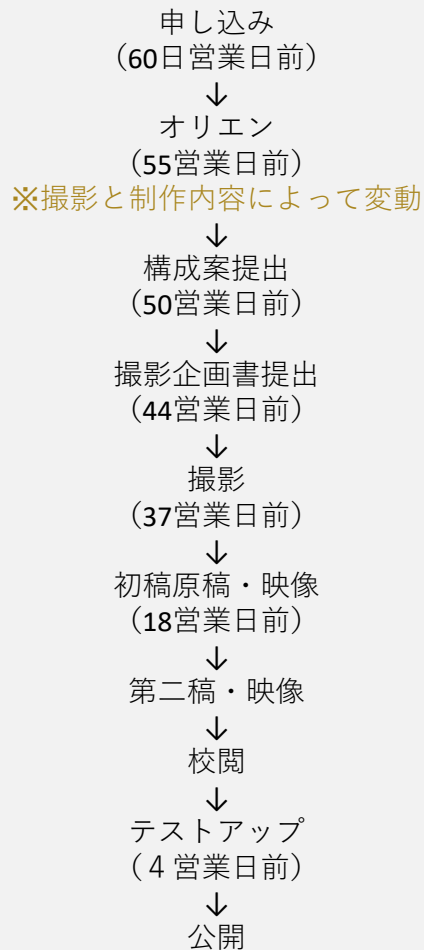 申し込み
（60日営業日前）
↓
オリエン
（55営業日前）
※撮影と制作内容によって変動
↓
構成案提出
（50営業日前）
↓
撮影企画書提出
（44営業日前）
↓
撮影
（37営業日前）
↓
初稿原稿・映像
（18営業日前）
↓
第二稿・映像
↓
校閲
↓
テストアップ
（４営業日前）
↓
公開